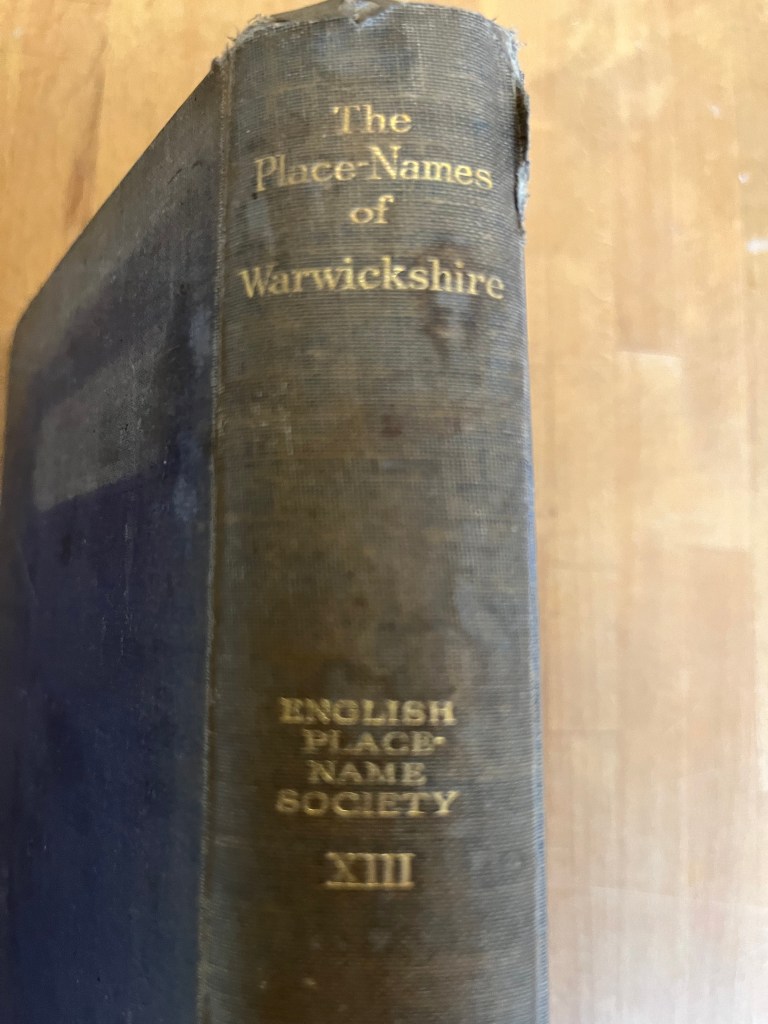 The
Place-Names
of
Warwickshire
ENGLISH
PLACE-
NAME
SOCIETY
XIII